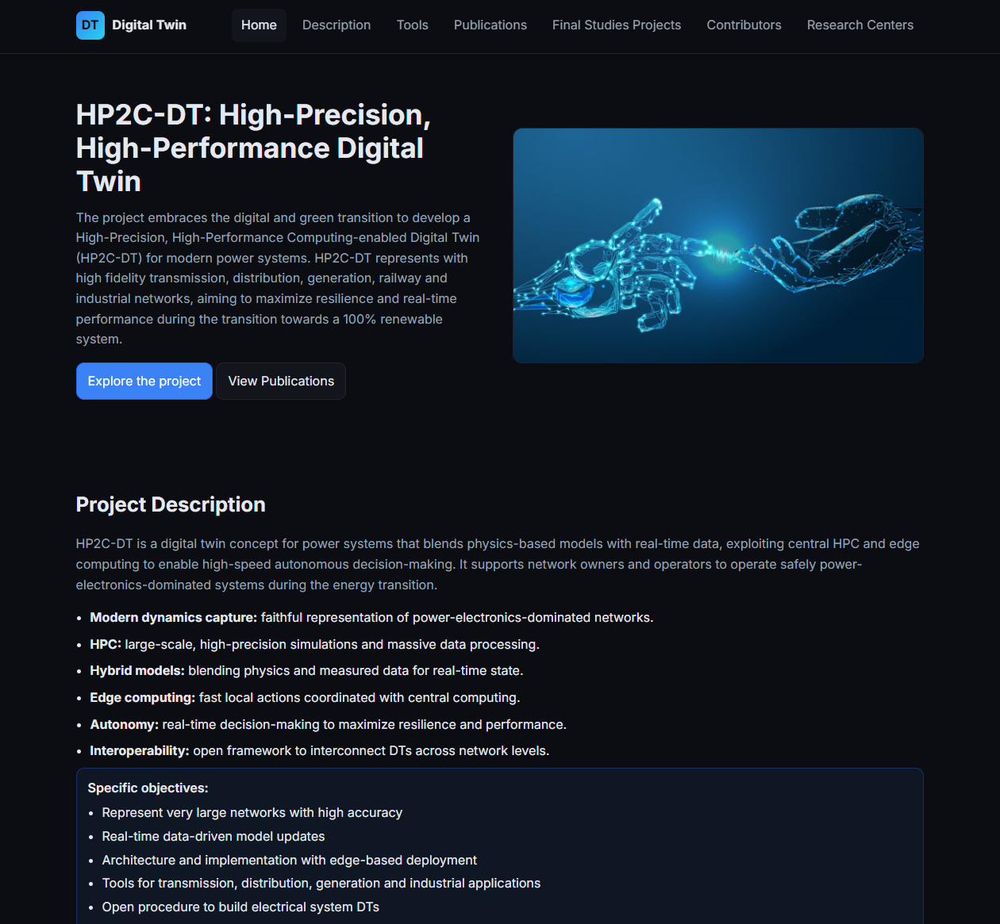 DT Digital Twin Home Description Tools Publications Final Studies Projects Contributors Research Centers
HP2C-DT: High-Precision,
High-Performance Digital
Twin
The project embraces the digital and green transition to develop a
High-Precision, High-Performance Computing-enabled Digital Twin
(HP2C-DT) for modern power systems. HP2C-DT represents with
high fidelity transmission, distribution, generation, railway and
industrial networks, aiming to maximize resilience and real-time
performance during the transition towards a 100% renewable
system.
Explore the project View Publications
Project Description
HP2C-DT is a digital twin concept for power systems that blends physics-based models with real-time data, exploiting central HPC and edge
computing to enable high-speed autonomous decision-making. It supports network owners and operators to operate safely power-
electronics-dominated systems during the energy transition.
• Modern dynamics capture: faithful representation of power-electronics-dominated networks.
• HPC: large-scale, high-precision simulations and massive data processing.
• Hybrid models: blending physics and measured data for real-time state.
• Edge computing: fast local actions coordinated with central computing.
• Autonomy: real-time decision-making to maximize resilience and performance.
• Interoperability: open framework to interconnect DTs across network levels.
Specific objectives:
• Represent very large networks with high accuracy
• Real-time data-driven model updates
• Architecture and implementation with edge-based deployment
• Tools for transmission, distribution, generation and industrial applications
• Open procedure to build electrical system DTs